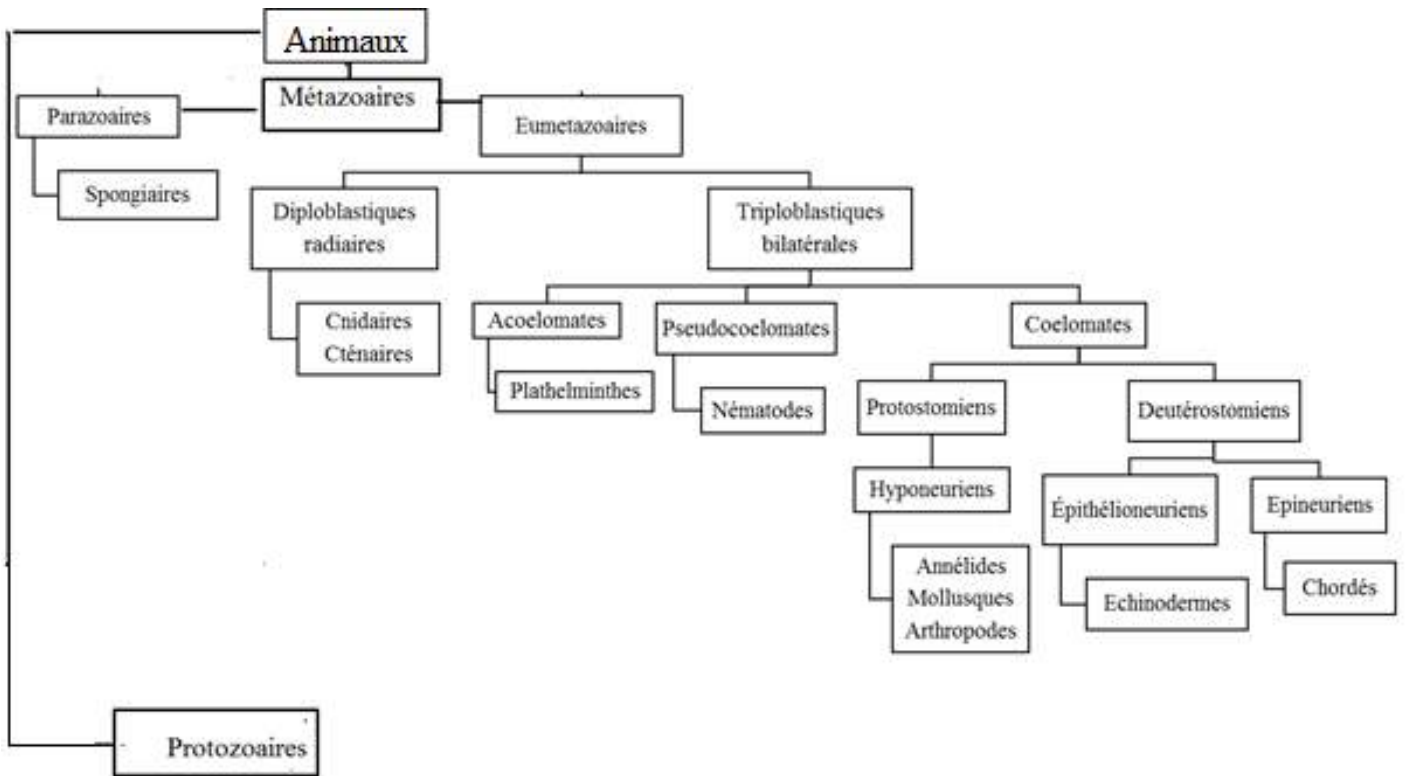 Animaux
Métazoaires
Parazoaires
Eumetazoaires
Spongiaires
Diploblastiques
radiaires
Triploblastiques
bilatérales
Cnidaires
Cténaires
Acoelomates
Pseudocoelomates
Coelomates
Plathelminthes
Nématodes
Protostomiens
Deutérostomiens
Hyponeuriens
Épithélioneuriens
Epineuriens
Annélides
Mollusques
Arthropodes
Echinodermes
Chordés
Protozoaires